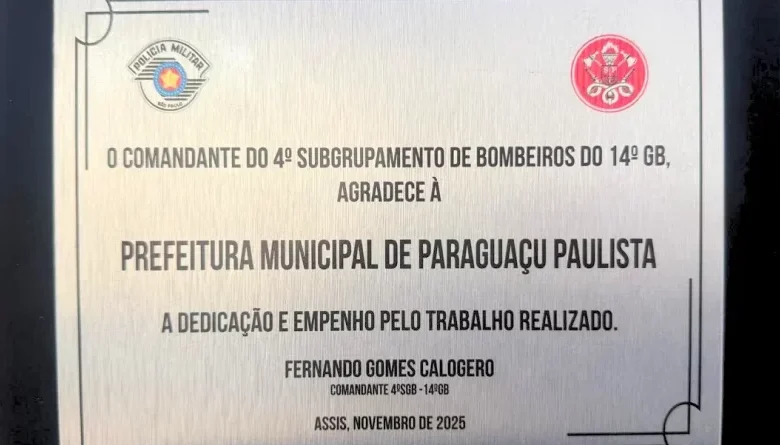 POLÍCIA MILITAR
SÃO PAULO
O COMANDANTE DO 4º SUBGRUPAMENTO DE BOMBEIROS DO 14º GB,
AGRADECE À
PREFEITURA MUNICIPAL DE PARAGUAÇU PAULISTA
A DEDICAÇÃO E EMPENHO PELO TRABALHO REALIZADO.
FERNANDO GOMES CALOGERO
COMANDANTE 4ºSGB -14ºGB
ASSIS, NOVEMBRO DE 2025